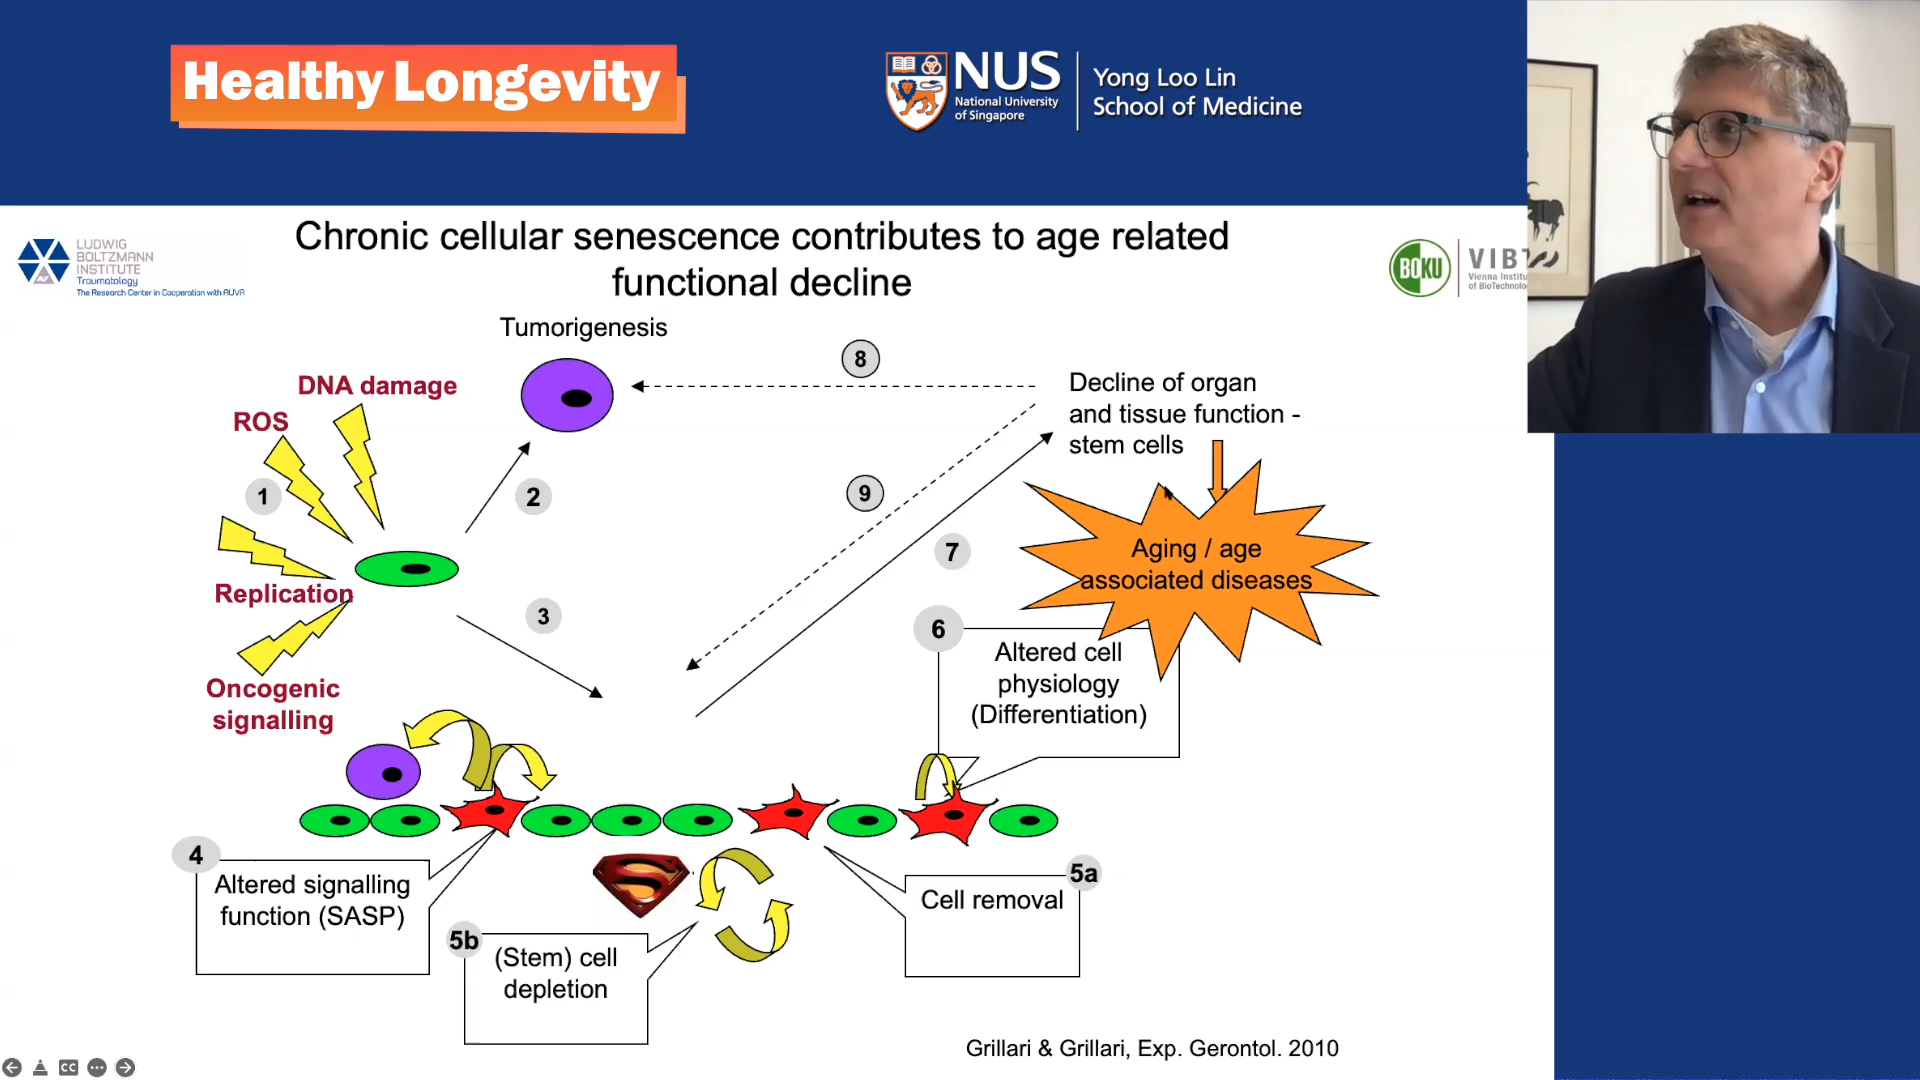 Healthy Longevity
NUS
National University
of Singapore
Yong Loo Lin
School of Medicine
LUDWIG
BOLTZMANN
INSTITUTE
Traumatology
The Research Center in Cooperation with AUVA
Chronic cellular senescence contributes to age related
functional decline
BOKU
VIBT
Vienna Institu
of BioTechnolo
Tumorigenesis
8
DNA damage
ROS
Decline of organ
and tissue function -
stem cells
1
2
9
7
Aging / age
associated diseases
Replication
3
6
Altered cell
physiology
(Differentiation)
Oncogenic
signalling
4
Altered signalling
function (SASP)
5a
Cell removal
5b
(Stem) cell
depletion
S
Grillari & Grillari, Exp. Gerontol. 2010
CC